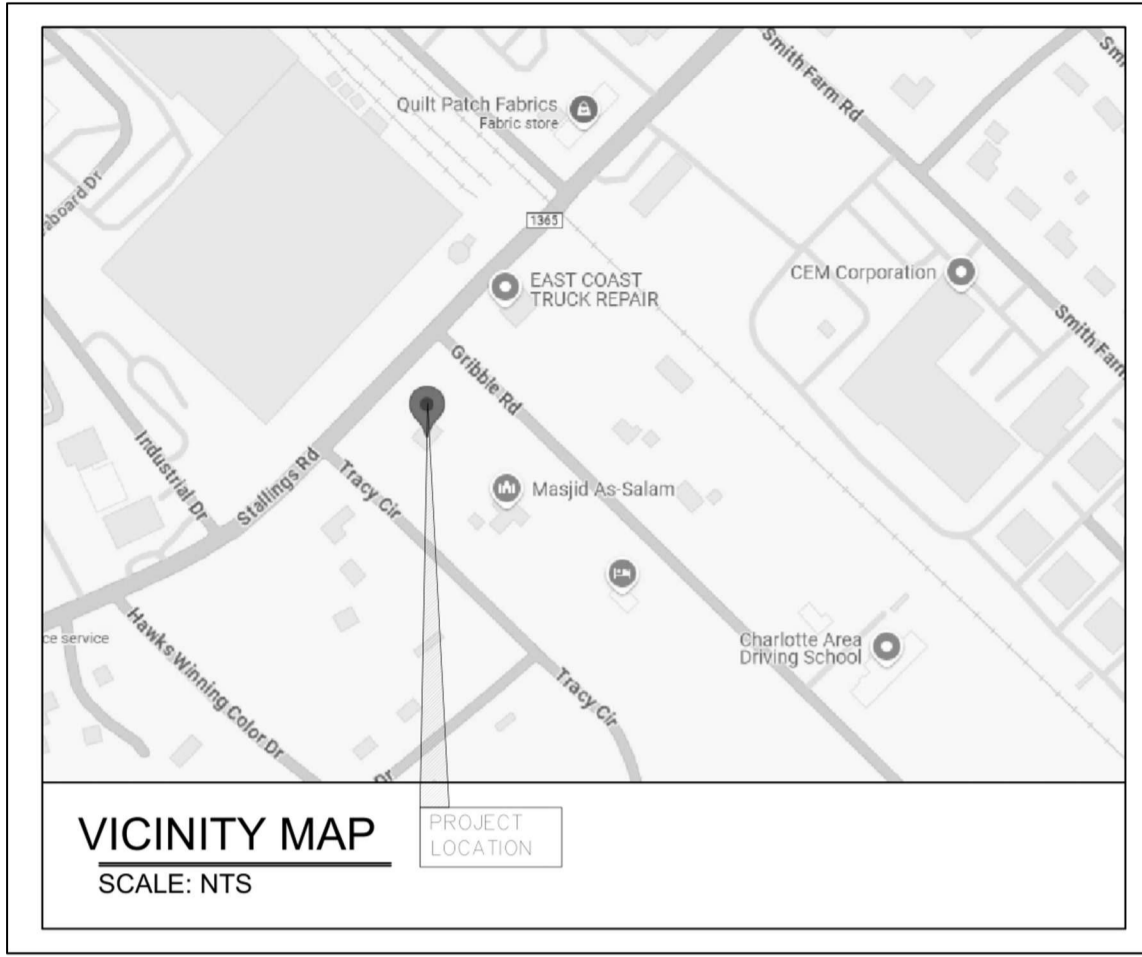 Smith Farm Rd
Quilt Patch Fabrics
Fabric store
1365
CEM Corporation
EAST COAST
TRUCK REPAIR
Smith Farm
Gribble Rd
Industrial Dr
Stallings Rd
Tracy Cir
Masjid As-Salam
ce service
Hawks Winning Color Dr
Charlotte Area
Driving School
Tracy Cir
Dr
VICINITY MAP
SCALE: NTS
PROJECT
LOCATION